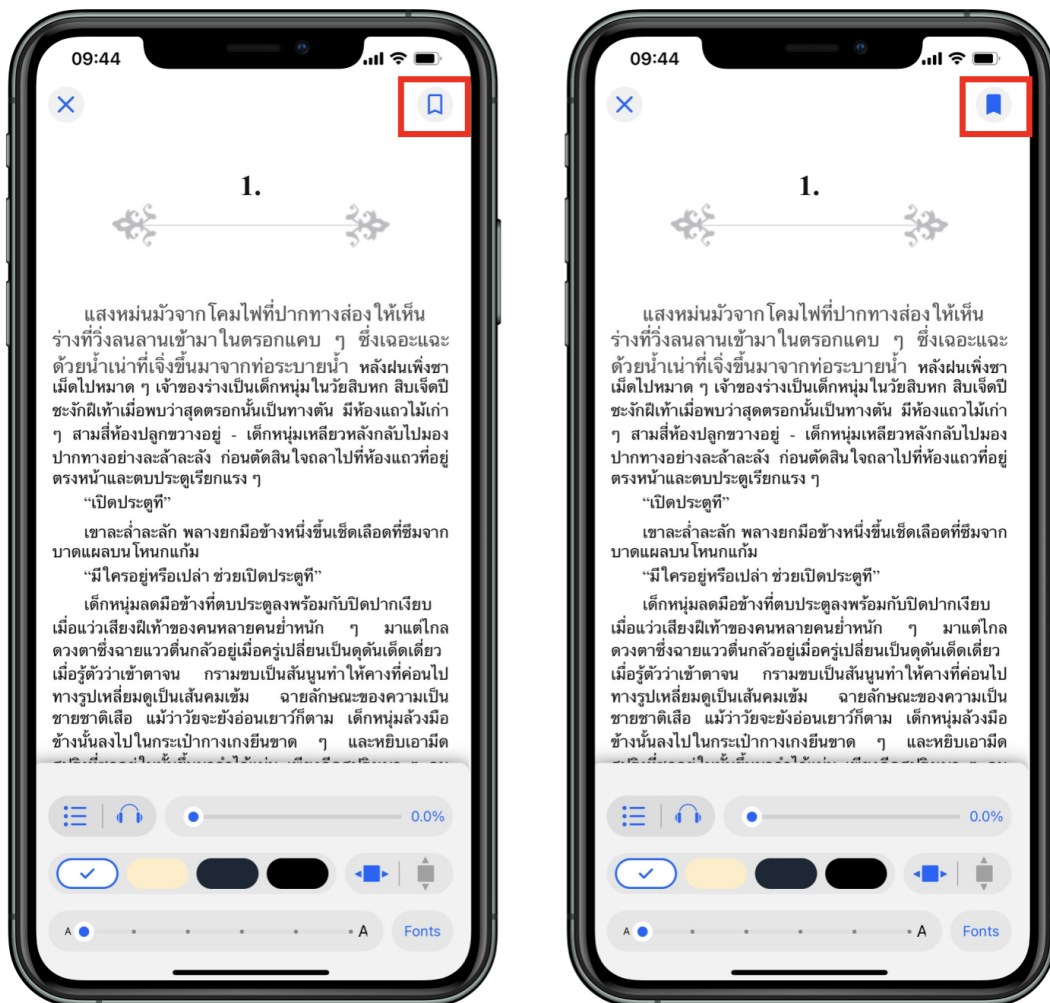 09:44
1.
แสงหม่นมัวจากโคมไฟที่ปากทางส่องให้เห็น
ร่างที่วิ่งลนลานเข้ามาในตรอกแคบ ๆ ซึ่งเฉอะแฉะ
ด้วยน้ำเน่าที่เจิ่งขึ้นมาจากท่อระบายน้ำ หลังฝนเพิ่งซา
เม็ดไปหมาด ๆ เจ้าของร่างเป็นเด็กหนุ่มในวัยสิบหก สิบเจ็ดปี
ชะงักฝีเท้าเมื่อพบว่าสุดตรอกนั้นเป็นทางตัน มีห้องแถวไม้เก่า
ๆ สามสี่ห้องปลูกขวางอยู่ - เด็กหนุ่มเหลียวหลังกลับไปมอง
ปากทางอย่างละล้าละลัง ก่อนตัดสินใจถลาไปที่ห้องแถวที่อยู่
ตรงหน้าและตบประตูเรียกแรง ๆ
“เปิดประตูที”
เขาละล่ำละลัก พลางยกมือข้างหนึ่งขึ้นเช็ดเลือดที่ซึมจาก
บาดแผลบนโหนกแก้ม
“มีใครอยู่หรือเปล่า ช่วยเปิดประตูที”
เด็กหนุ่มลดมือข้างที่ตบประตูลงพร้อมกับปิดปากเงียบ
เมื่อแว่วเสียงฝีเท้าของคนหลายคนย่ำหนัก ๆ มาแต่ไกล
ดวงตาซึ่งฉายแววตื่นกลัวอยู่เมื่อครู่เปลี่ยนเป็นดุดันเด็ดเดี่ยว
เมื่อรู้ตัวว่าเข้าตาจน กรามขบเป็นสันนูนทำให้คางที่ค่อนไป
ทางรูปเหลี่ยมดูเป็นเส้นคมเข้ม ฉายลักษณะของความเป็น
ชายชาติเสือ แม้ว่าวัยจะยังอ่อนเยาว์ก็ตาม เด็กหนุ่มล้วงมือ
ข้างนั้นลงไปในกระเป๋ากางเกงยีนขาด ๆ และหยิบเอามีด
0.0%
A A Fonts
09:44
1.
แสงหม่นมัวจากโคมไฟที่ปากทางส่องให้เห็น
ร่างที่วิ่งลนลานเข้ามาในตรอกแคบ ๆ ซึ่งเฉอะแฉะ
ด้วยน้ำเน่าที่เจิ่งขึ้นมาจากท่อระบายน้ำ หลังฝนเพิ่งซา
เม็ดไปหมาด ๆ เจ้าของร่างเป็นเด็กหนุ่มในวัยสิบหก สิบเจ็ดปี
ชะงักฝีเท้าเมื่อพบว่าสุดตรอกนั้นเป็นทางตัน มีห้องแถวไม้เก่า
ๆ สามสี่ห้องปลูกขวางอยู่ - เด็กหนุ่มเหลียวหลังกลับไปมอง
ปากทางอย่างละล้าละลัง ก่อนตัดสินใจถลาไปที่ห้องแถวที่อยู่
ตรงหน้าและตบประตูเรียกแรง ๆ
“เปิดประตูที”
เขาละล่ำละลัก พลางยกมือข้างหนึ่งขึ้นเช็ดเลือดที่ซึมจาก
บาดแผลบนโหนกแก้ม
“มีใครอยู่หรือเปล่า ช่วยเปิดประตูที”
เด็กหนุ่มลดมือข้างที่ตบประตูลงพร้อมกับปิดปากเงียบ
เมื่อแว่วเสียงฝีเท้าของคนหลายคนย่ำหนัก ๆ มาแต่ไกล
ดวงตาซึ่งฉายแววตื่นกลัวอยู่เมื่อครู่เปลี่ยนเป็นดุดันเด็ดเดี่ยว
เมื่อรู้ตัวว่าเข้าตาจน กรามขบเป็นสันนูนทำให้คางที่ค่อนไป
ทางรูปเหลี่ยมดูเป็นเส้นคมเข้ม ฉายลักษณะของความเป็น
ชายชาติเสือ แม้ว่าวัยจะยังอ่อนเยาว์ก็ตาม เด็กหนุ่มล้วงมือ
ข้างนั้นลงไปในกระเป๋ากางเกงยีนขาด ๆ และหยิบเอามีด
0.0%
A A Fonts